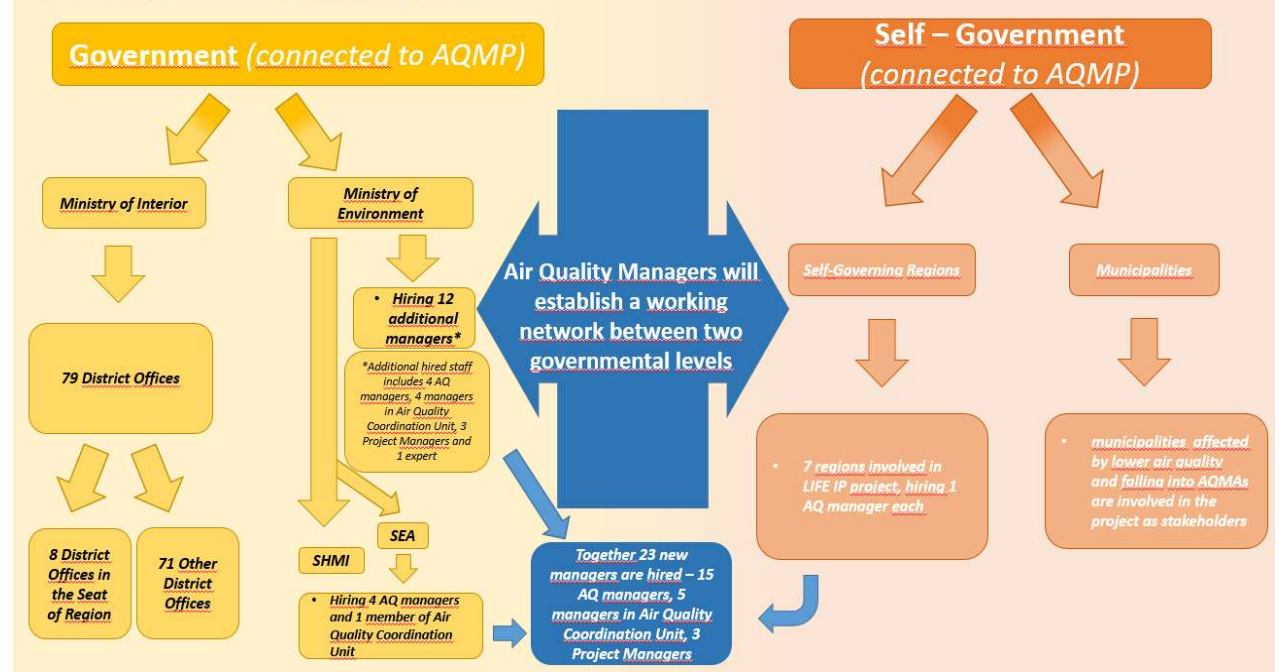 Government (connected to AQMP)
Self – Government
(connected to AQMP)
Ministry of Interior
Ministry of
Environment
79 District Offices
8 District
Offices in
the Seat
of Region
71 Other
District
Offices
• Hiring 12
additional
managers*
*Additional hired staff
includes 4 AQ
managers, 4 managers
in Air Quality
Coordination Unit, 3
Project Managers and
1 expert
SHMI
SEA
• Hiring 4 AQ managers
and 1 member of Air
Quality Coordination
Unit
Air Quality Managers will
establish a working
network between two
governmental levels
Together 23 new
managers are hired – 15
AQ managers, 5
managers in Air Quality
Coordination Unit, 3
Project Managers
Self-Governing Regions
Municipalities
• 7 regions involved in
LIFE IP project, hiring 1
AQ manager each
• municipalities affected
by lower air quality
and falling into AQMAs
are involved in the
project as stakeholders